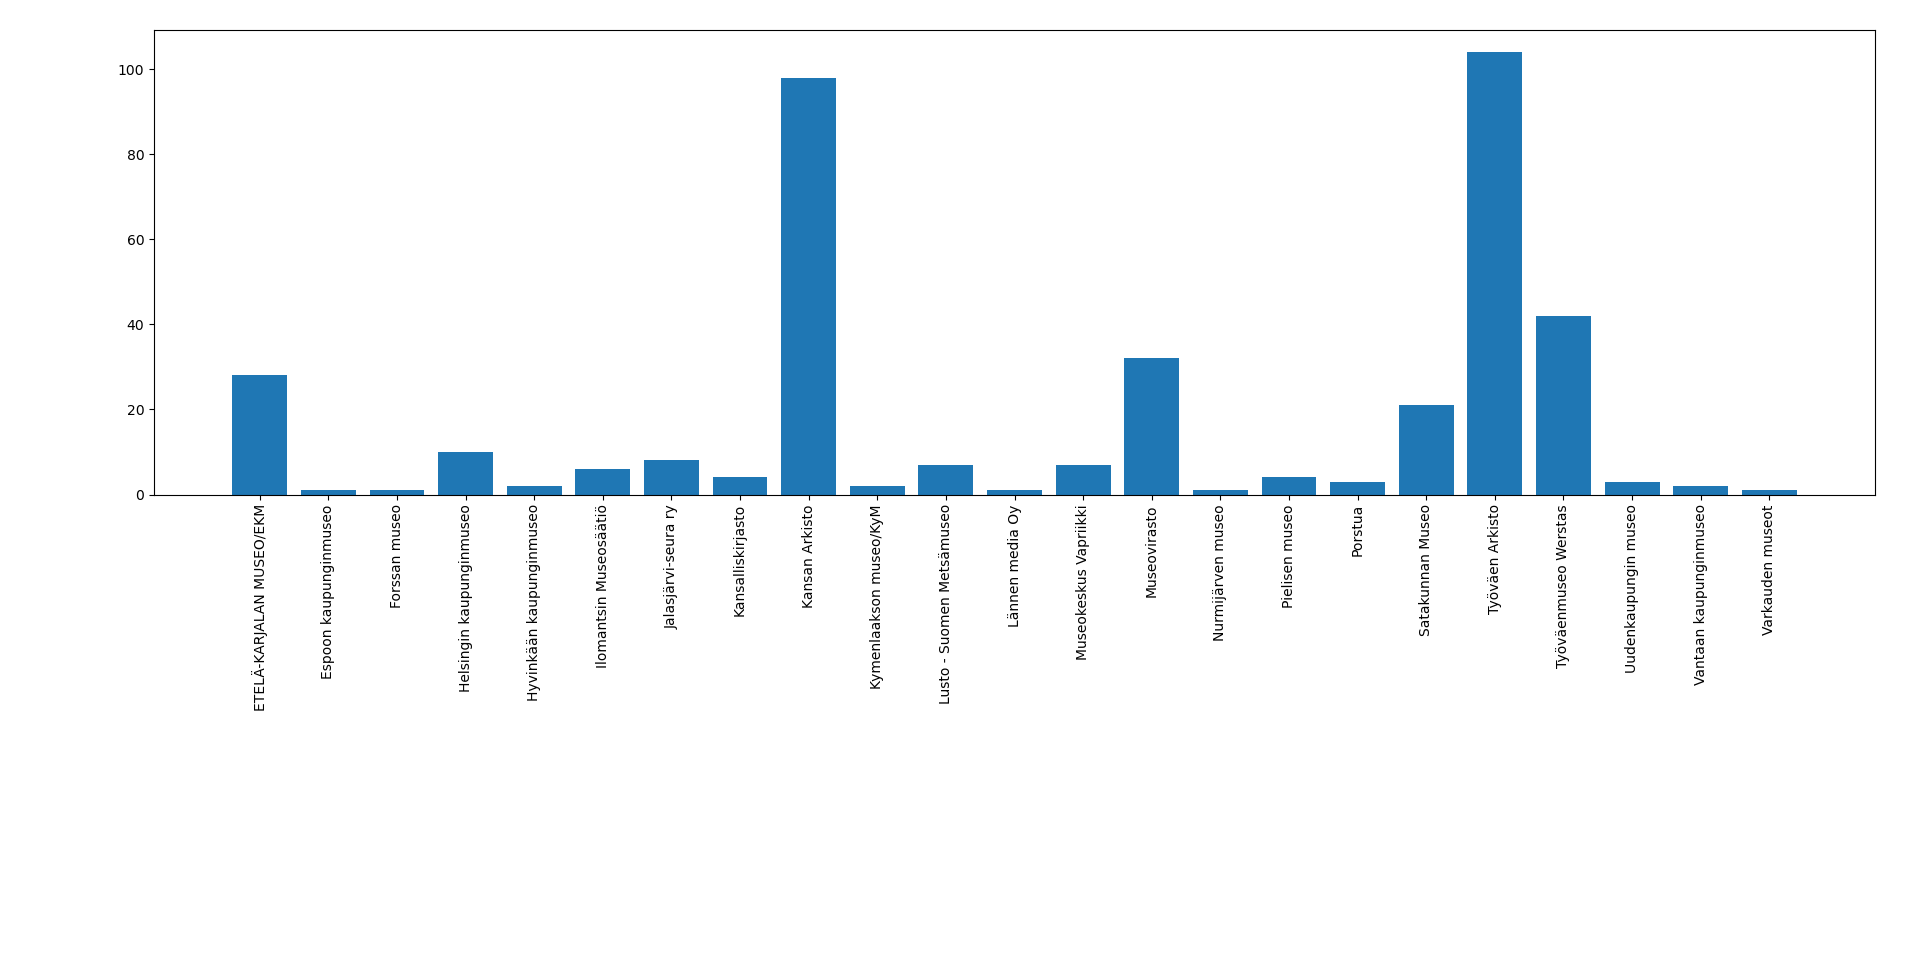 100
80
60
40
20
0
ETELÄ-KARJALAN MUSEO/EKM
Espoon kaupunginmuseo
Forssan museo
Helsingin kaupunginmuseo
Hyvinkään kaupunginmuseo
Ilomantsin Museosäätiö
Jalasjärvi-seura ry
Kansalliskirjasto
Kansan Arkisto
Kymenlaakson museo/KyM
Lusto - Suomen Metsämuseo
Lännen media Oy
Museokeskus Vapriikki
Museovirasto
Nurmijärven museo
Pielisen museo
Porstua
Satakunnan Museo
Työväen Arkisto
Työväenmuseo Werstas
Uudenkaupungin museo
Vantaan kaupunginmuseo
Varkauden museot